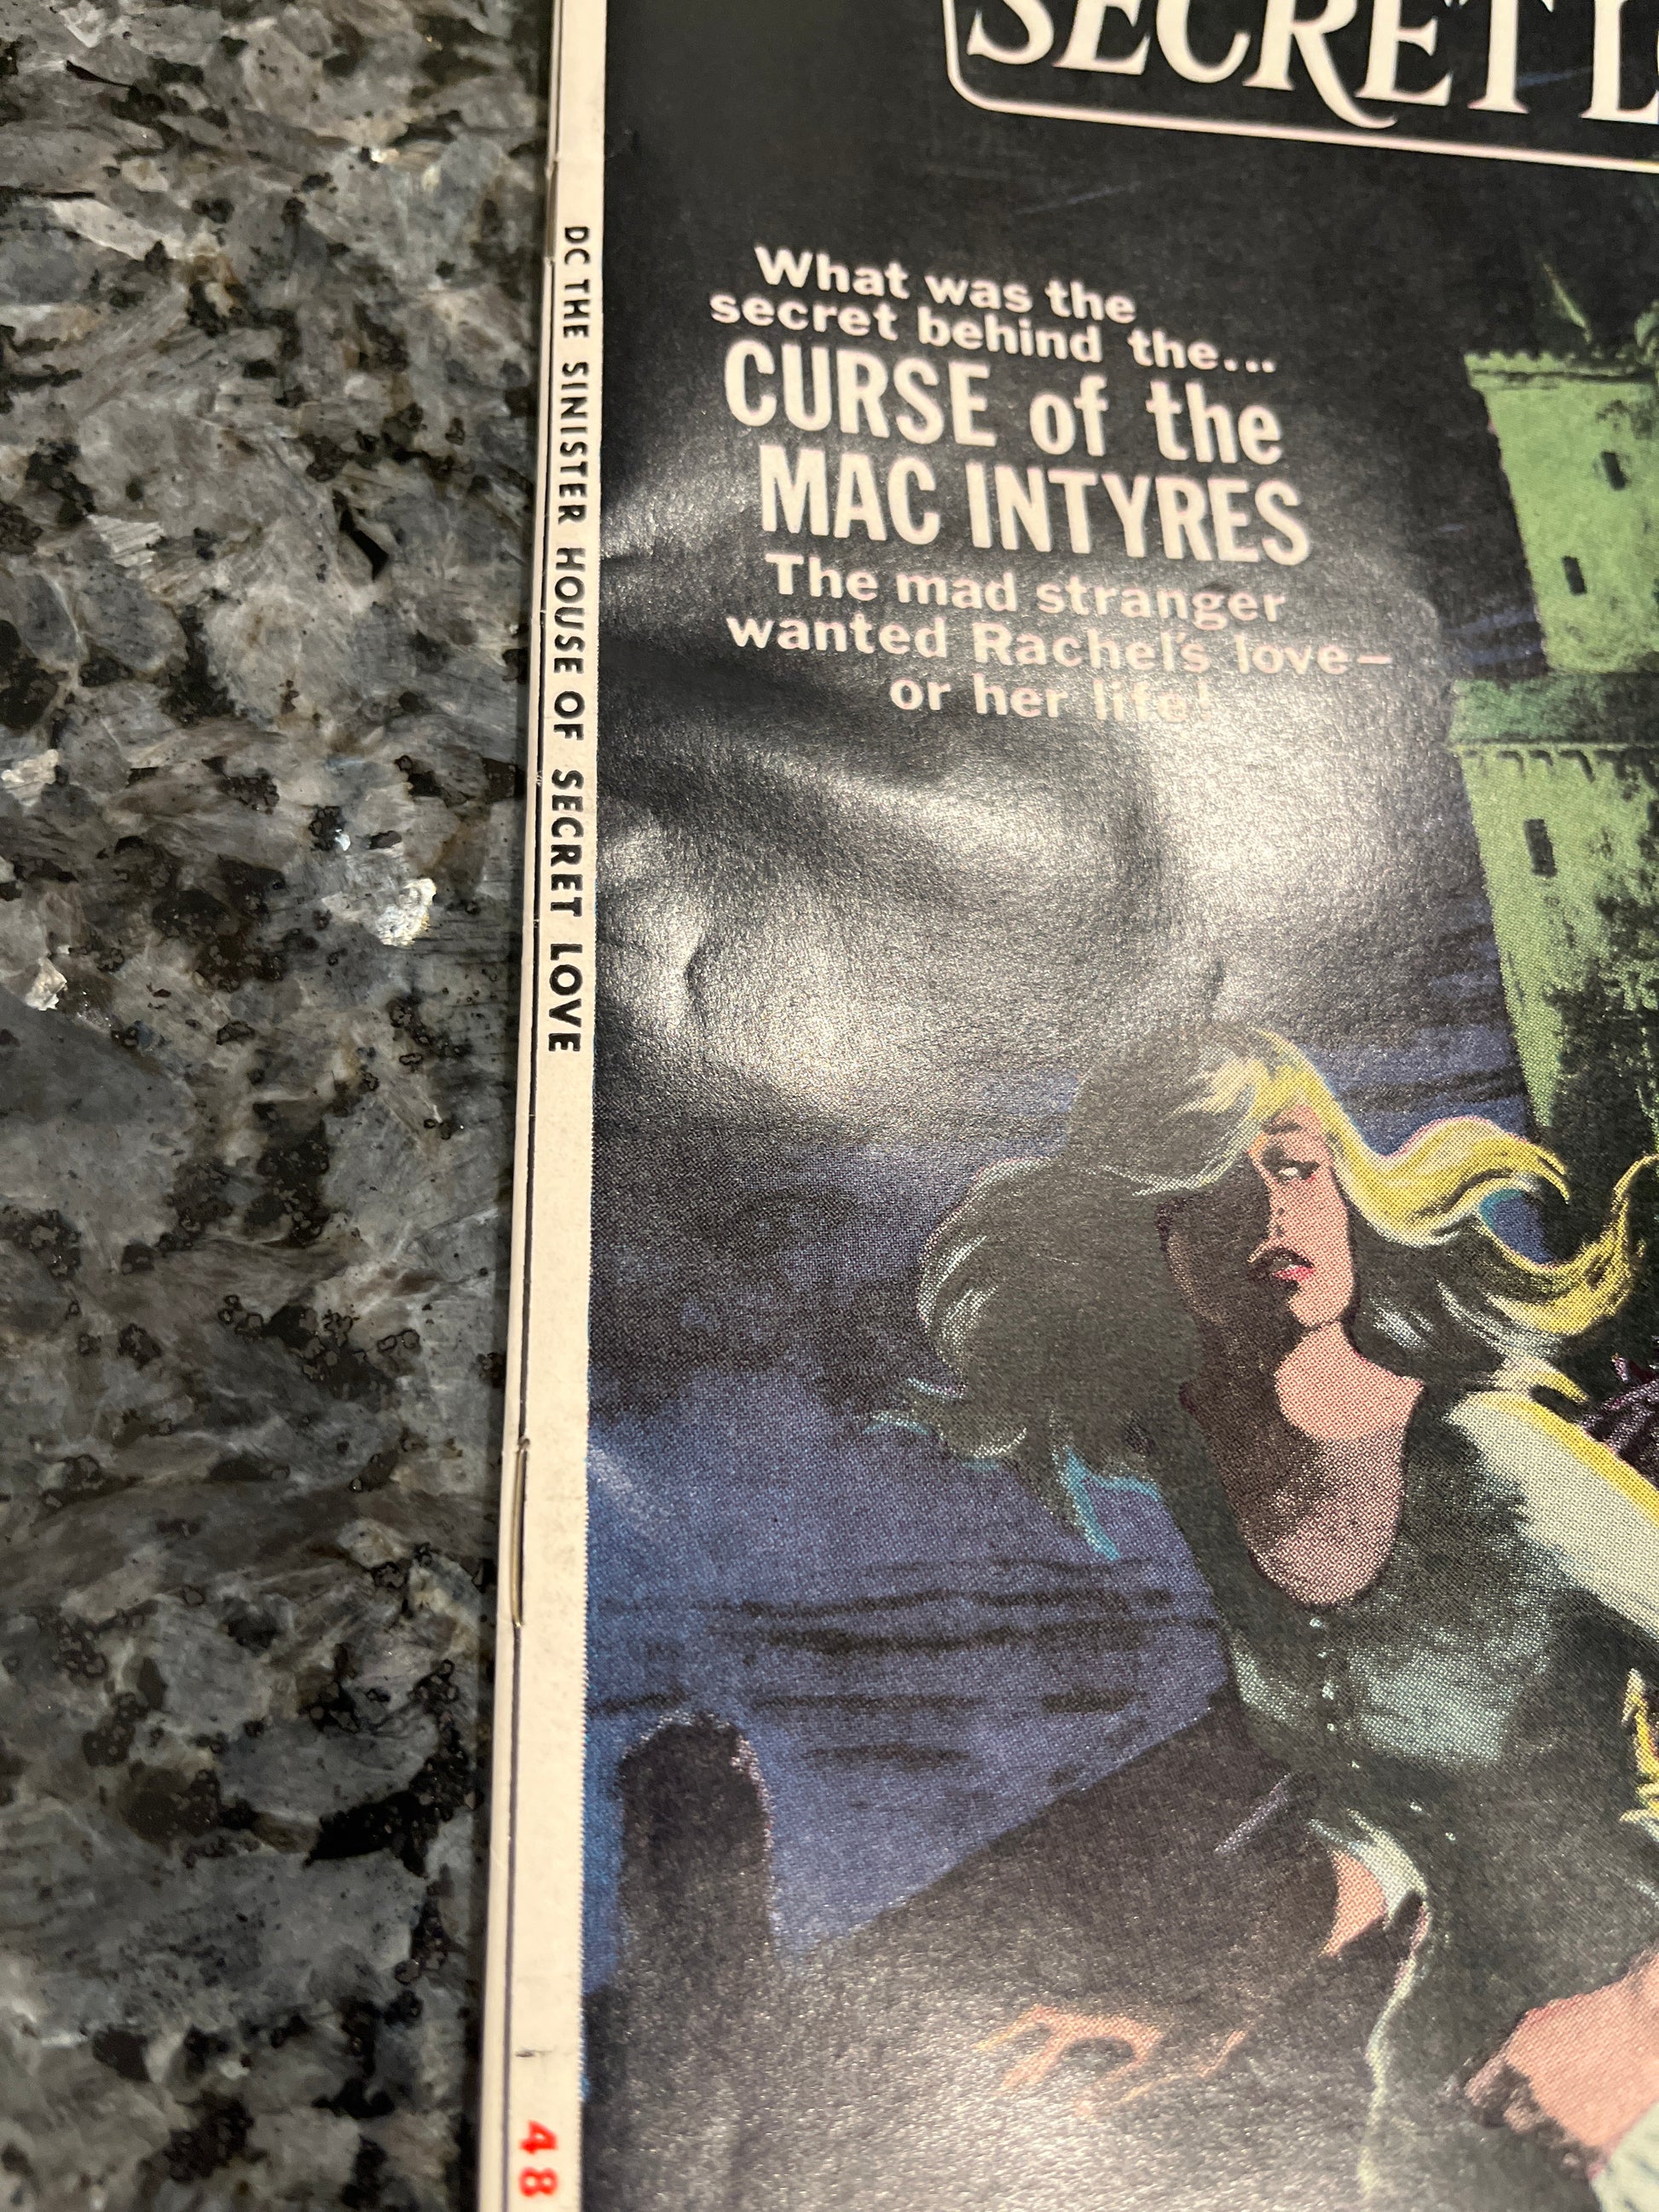 SECRET
DC THE SINISTER HOUSE OF SECRET LOVE
What was the
secret behind the...
CURSE of the
MAC INTYRES
The mad stranger
wanted Rachel's love—
or her life!
48